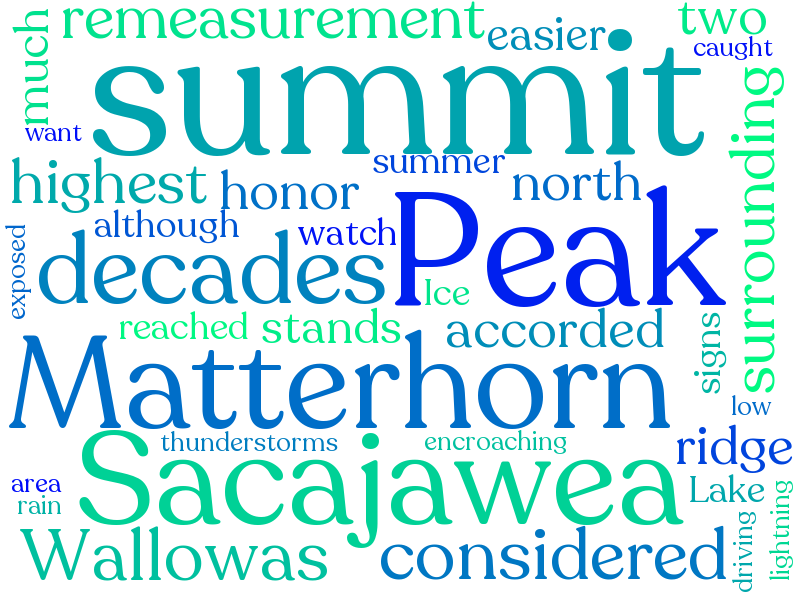 remeasurement
two
much
easier
caught
summit
want
surrounding
summer
highest
honor
north
although
watch
Peak
exposed
decades
Ice
reached
stands
accorded
signs
Matterhorn
low
thunderstorms
encroaching
ridge
Sacajawea
area
rain
Lake
lightning
driving
Wallowas
considered